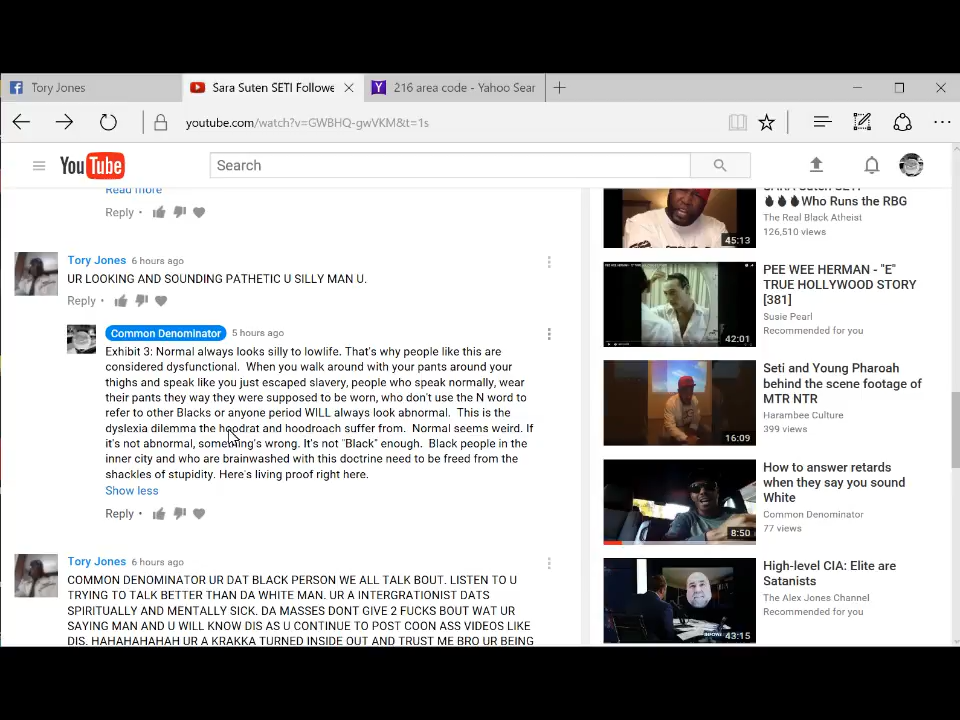 Tory Jones
Sara Suten SETI Followe
216 area code - Yahoo Sear
youtube.com/watch?v=GWBHQ-gwVKM&t=1s
YouTube
Search
Read more
Reply •
Tory Jones 6 hours ago
UR LOOKING AND SOUNDING PATHETIC U SILLY MAN U.
Reply •
Common Denominator 5 hours ago
Exhibit 3: Normal always looks silly to lowlife. That's why people like this are
considered dysfunctional. When you walk around with your pants around your
thighs and speak like you just escaped slavery, people who speak normally, wear
their pants they way they were supposed to be worn, who don't use the N word to
refer to other Blacks or anyone period WILL always look abnormal. This is the
dyslexia dilemma the hoodrat and hoodroach suffer from. Normal seems weird. If
it's not abnormal, something's wrong. It's not "Black" enough. Black people in the
inner city and who are brainwashed with this doctrine need to be freed from the
shackles of stupidity. Here's living proof right here.
Show less
Reply •
Tory Jones 6 hours ago
COMMON DENOMINATOR UR DAT BLACK PERSON WE ALL TALK BOUT. LISTEN TO U
TRYING TO TALK BETTER THAN DA WHITE MAN. UR A INTERGRATIONIST DATS
SPIRITUALLY AND MENTALLY SICK. DA MASSES DONT GIVE 2 FUCKS BOUT WAT UR
SAYING MAN AND U WILL KNOW DIS AS U CONTINUE TO POST COON ASS VIDEOS LIKE
DIS. HAHAHAHAHAH UR A KRAKKA TURNED INSIDE OUT AND TRUST ME BRO UR BEING
SARA Suten SETI
🔥🔥🔥Who Runs the RBG
The Real Black Atheist
126,510 views
45:13
PEE WEE HERMAN - "E"
TRUE HOLLYWOOD STORY
[381]
Susie Pearl
Recommended for you
42:01
Seti and Young Pharoah
behind the scene footage of
MTR NTR
Harambee Culture
399 views
16:09
How to answer retards
when they say you sound
White
Common Denominator
77 views
8:50
High-level CIA: Elite are
Satanists
The Alex Jones Channel
Recommended for you
43:15